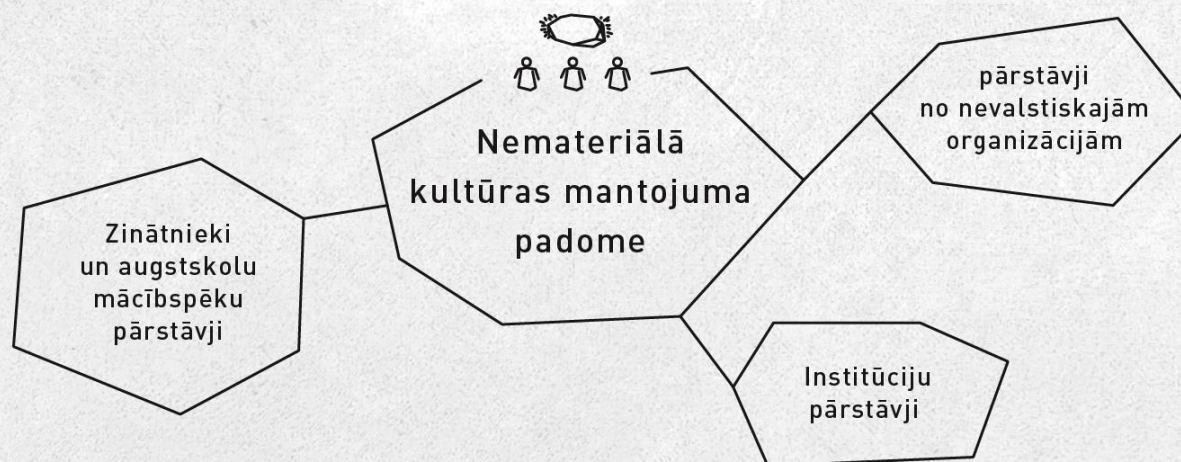 Nemateriālā
kultūras mantojuma
padome
pārstāvji
no nevalstiskajām
organizācijām
Zinātnieki
un augstskolu
mācībspēku
pārstāvji
Institūciju
pārstāvji